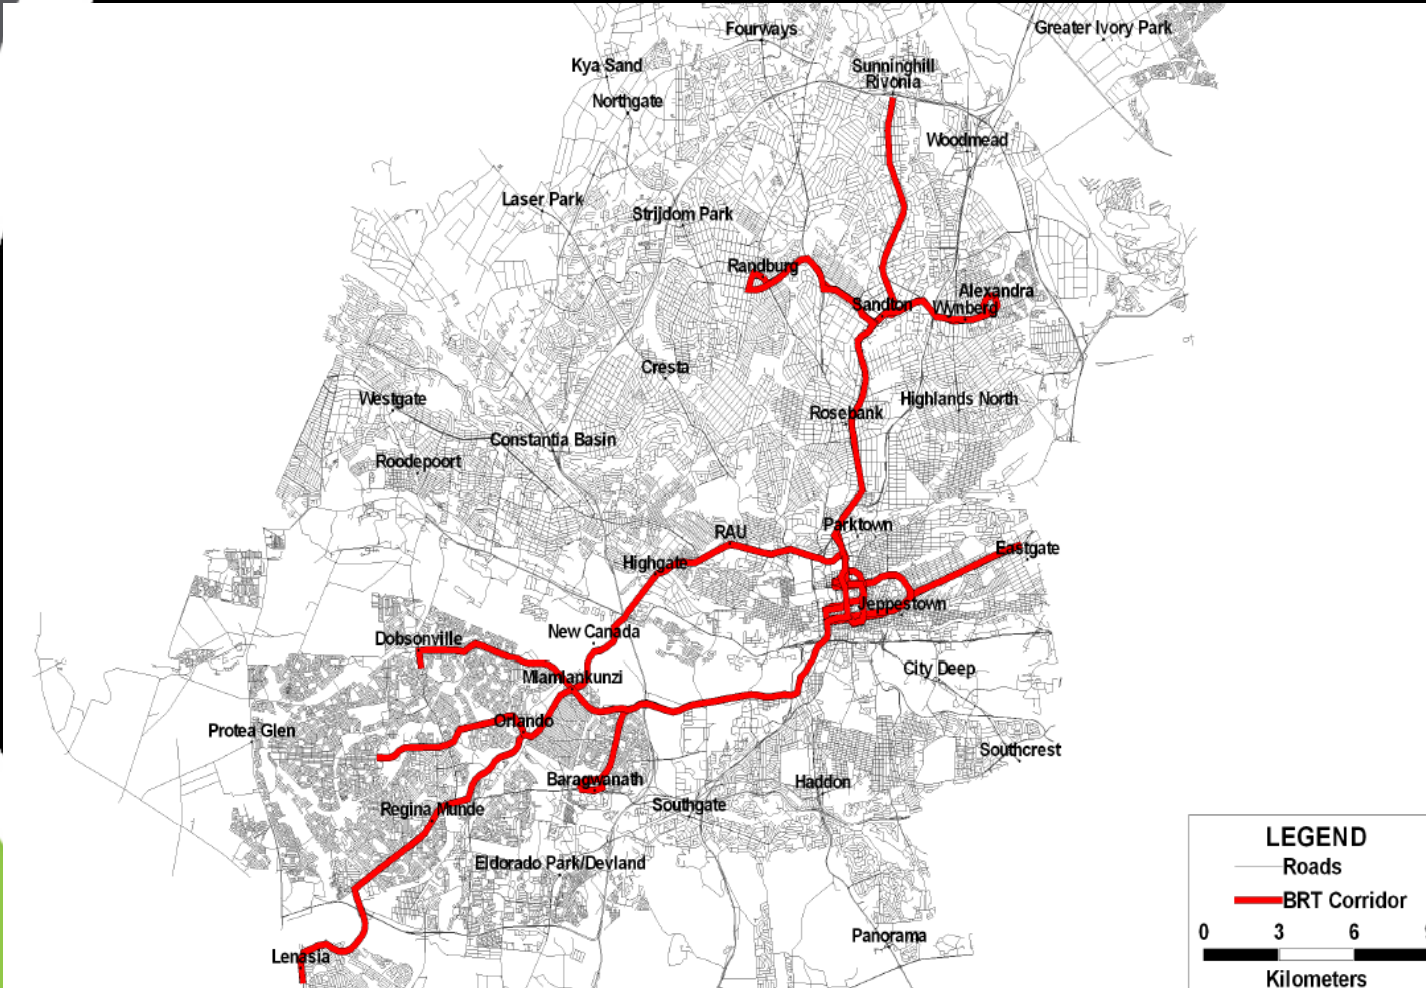 Fourways
Greater Ivory Park
Kya Sand
Sunninghill
Rivonia
Northgate
Woodmead
Laser Park
Strijdom Park
Randburg
Alexandra
Sandton
Wynberg
Cresta
Westgate
Highlands North
Rosebank
Constantia Basin
Roodepoort
Parktown
RAU
Eastgate
Highgate
Jeppestown
New Canada
Dobsonville
City Deep
Mlamlankunzi
Orlando
Protea Glen
Southcrest
Baragwanath
Haddon
Regina Munde
Southgate
Eldorado Park/Devland
Panorama
Lenasia
LEGEND
Roads
BRT Corridor
0 3 6
Kilometers